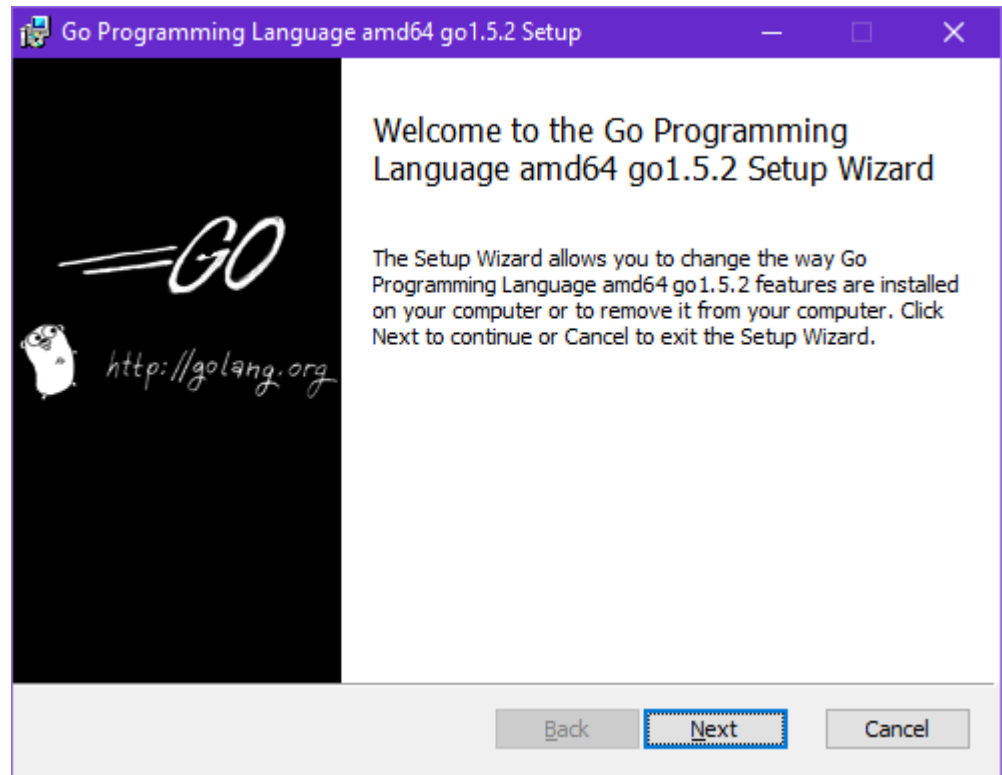 Go Programming Language amd64 go1.5.2 Setup
GO
http://golang.org
Welcome to the Go Programming
Language amd64 go1.5.2 Setup Wizard
The Setup Wizard allows you to change the way Go
Programming Language amd64 go1.5.2 features are installed
on your computer or to remove it from your computer. Click
Next to continue or Cancel to exit the Setup Wizard.
Back Next Cancel